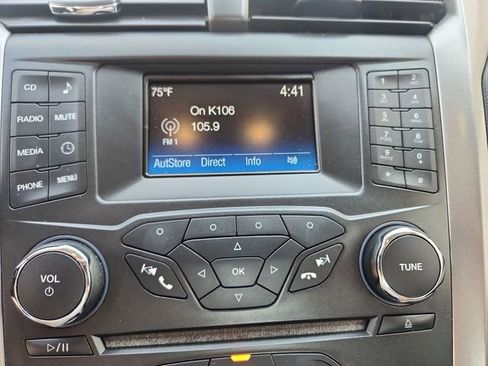 75°F 4:41
On K106
105.9
FM 1
AutStore Direct Info
CD
RADIO MUTE
MEDIA
PHONE MENU
1 2
3 4
5 6
7 8
9 0
* #
VOL
OK
TUNE